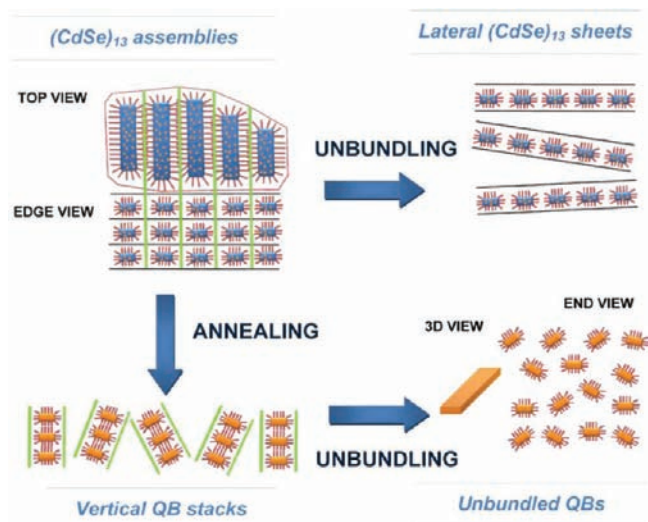 (CdSe)13 assemblies
Lateral (CdSe)13 sheets
TOP VIEW
UNBUNDLING
EDGE VIEW
ANNEALING
3D VIEW
END VIEW
UNBUNDLING
Vertical QB stacks
Unbundled QBs